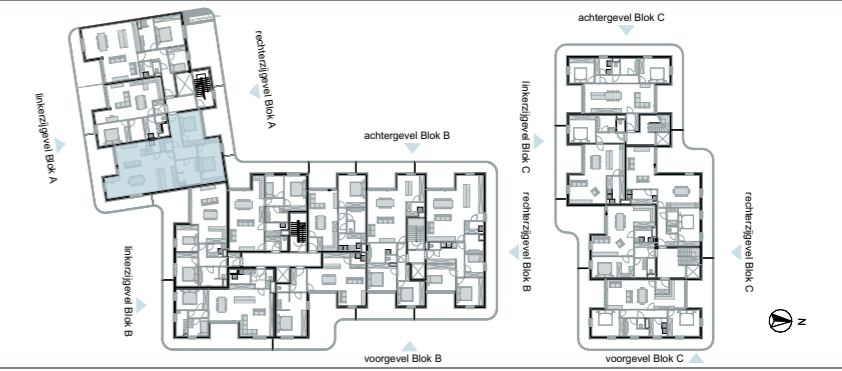 achtergevel Blok C
rechterzijgevel Blok A
linkerzijgevel Blok A
linkerzijgevel Blok C
achtergevel Blok B
rechterzijgevel Blok B
rechterzijgevel Blok C
linkerzijgevel Blok B
N
voorgevel Blok B
voorgevel Blok C